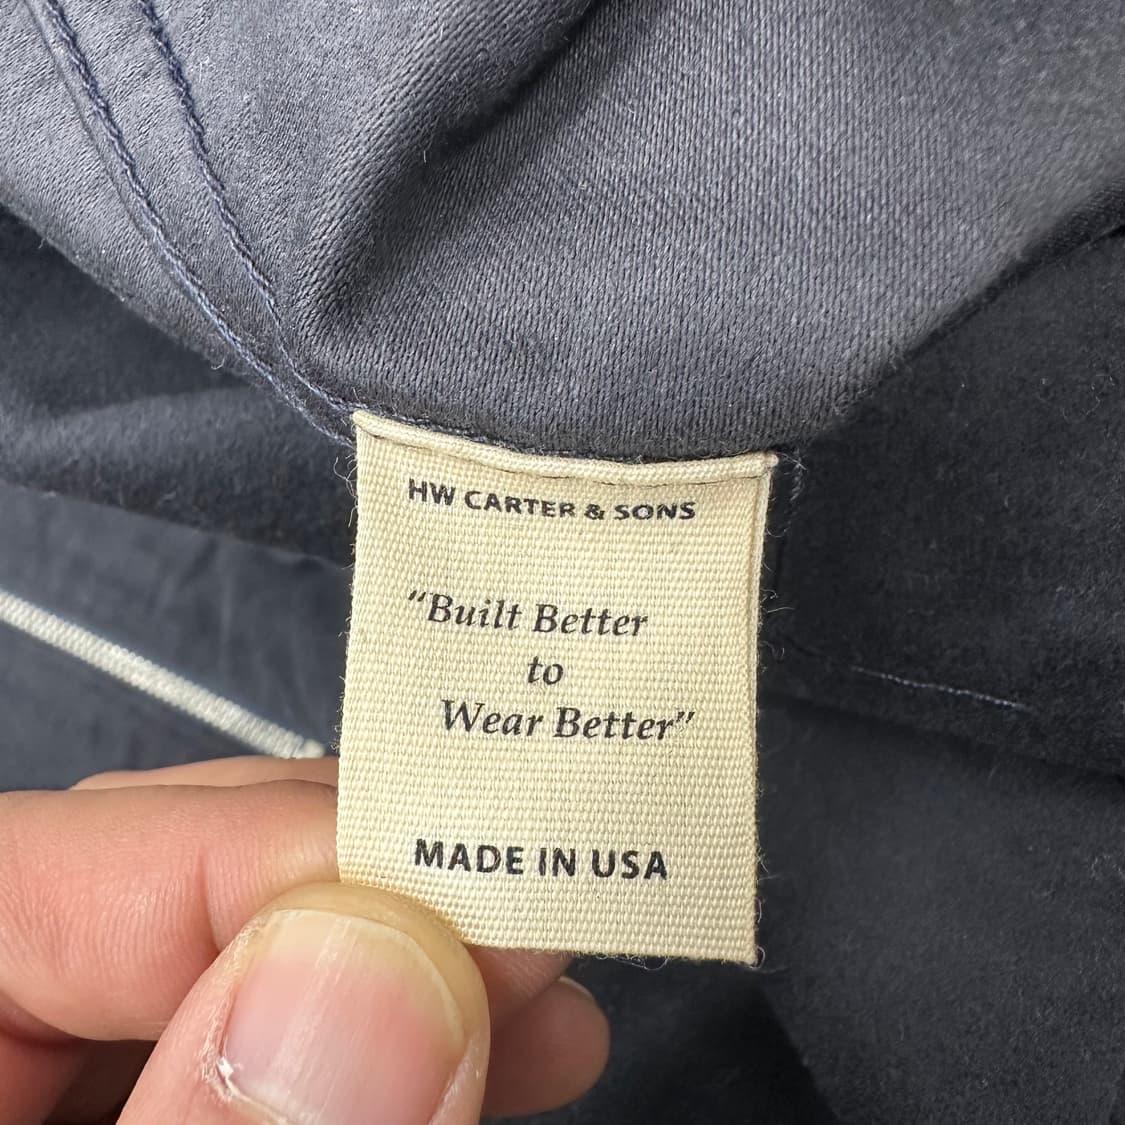 HW CARTER & SONS
“Built Better
to
Wear Better”
MADE IN USA